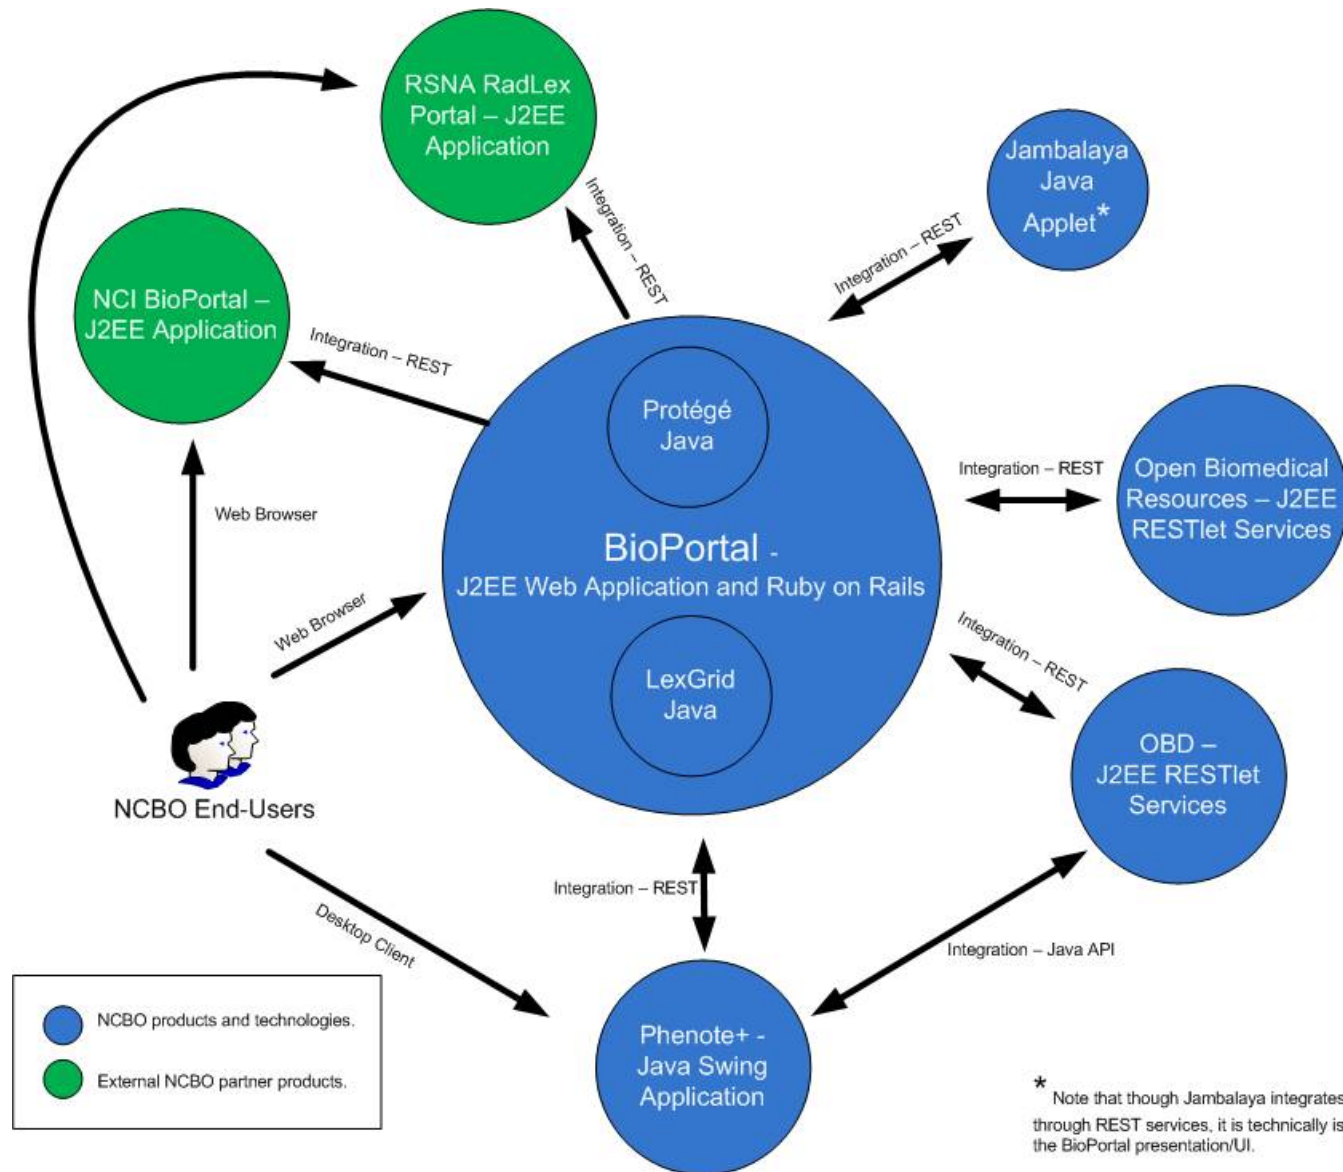 RSNA RadLex
Portal – J2EE
Application
Jambalaya
Java
Applet*
Integration – REST
Integration – REST
NCI BioPortal –
J2EE Application
Integration – REST
Protégé
Java
Integration – REST
Open Biomedical
Resources – J2EE
RESTlet Services
Web Browser
BioPortal -
J2EE Web Application and Ruby on Rails
Web Browser
Integration – REST
LexGrid
Java
OBD –
J2EE RESTlet
Services
NCBO End-Users
Integration – REST
Desktop Client
Integration – Java API
NCBO products and technologies.
External NCBO partner products.
Phenote+ -
Java Swing
Application
* Note that though Jambalaya integrates
through REST services, it is technically is
the BioPortal presentation/UI.